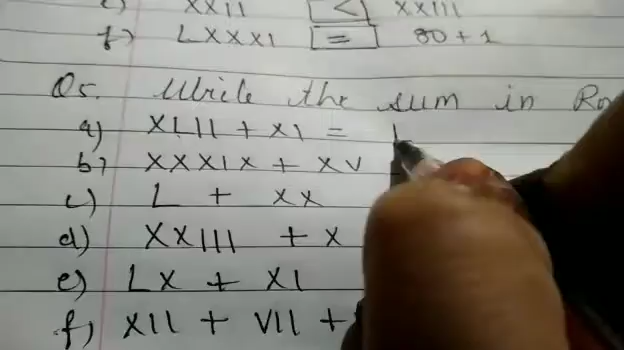 XXII < XXIII
f) LXXXI = 80+1
Q5. Write the sum in Ro
a) XLII + XI = L
b) XXXIX + XV
c) L + XX
d) XXIII + X
e) LX + XI
f) XII + VII +